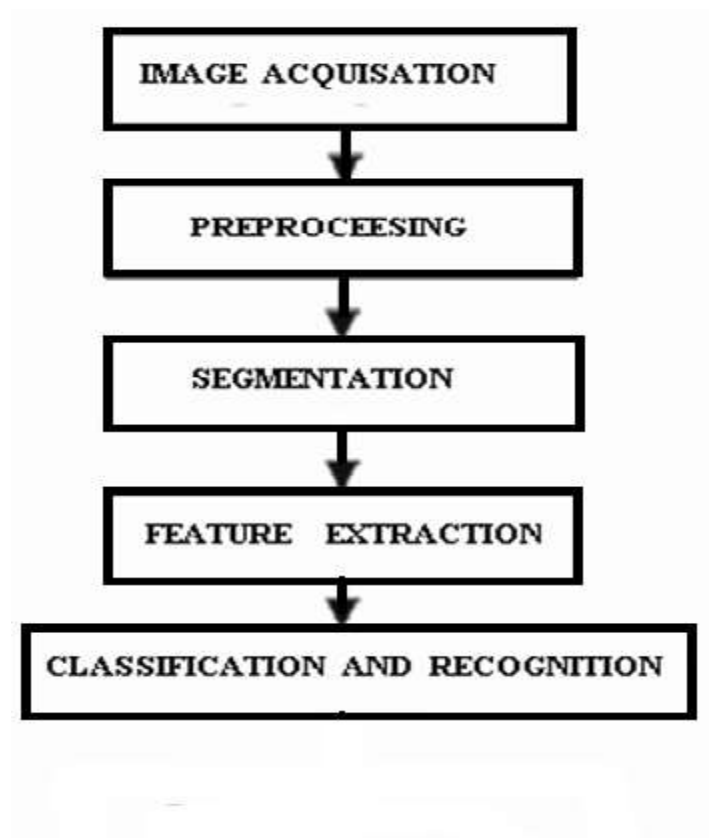 IMAGE ACQUISATION
PREPROCEESING
SEGMENTATION
FEATURE EXTRACTION
CLASSIFICATION AND RECOGNITION